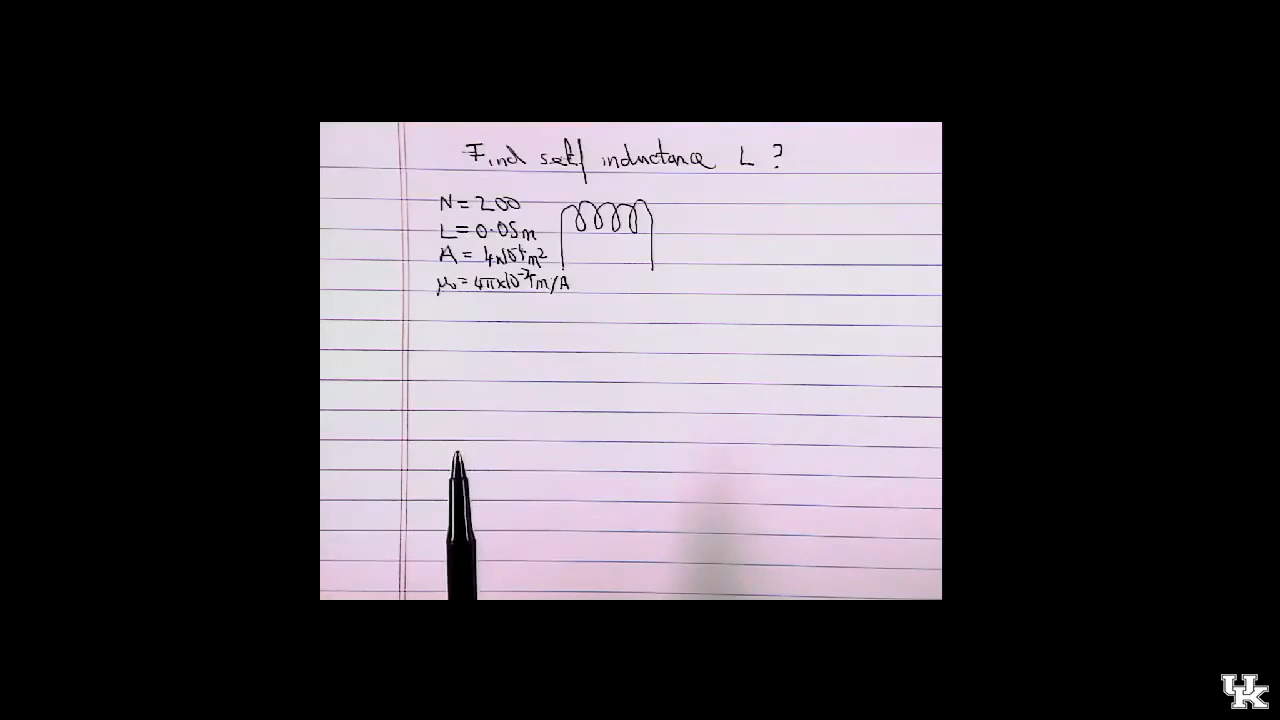 Find self inductance L ?
N = 200
L = 0.05m
A = 4x10⁻⁴m²
μ₀ = 4πx10⁻⁷Tm/A
UK